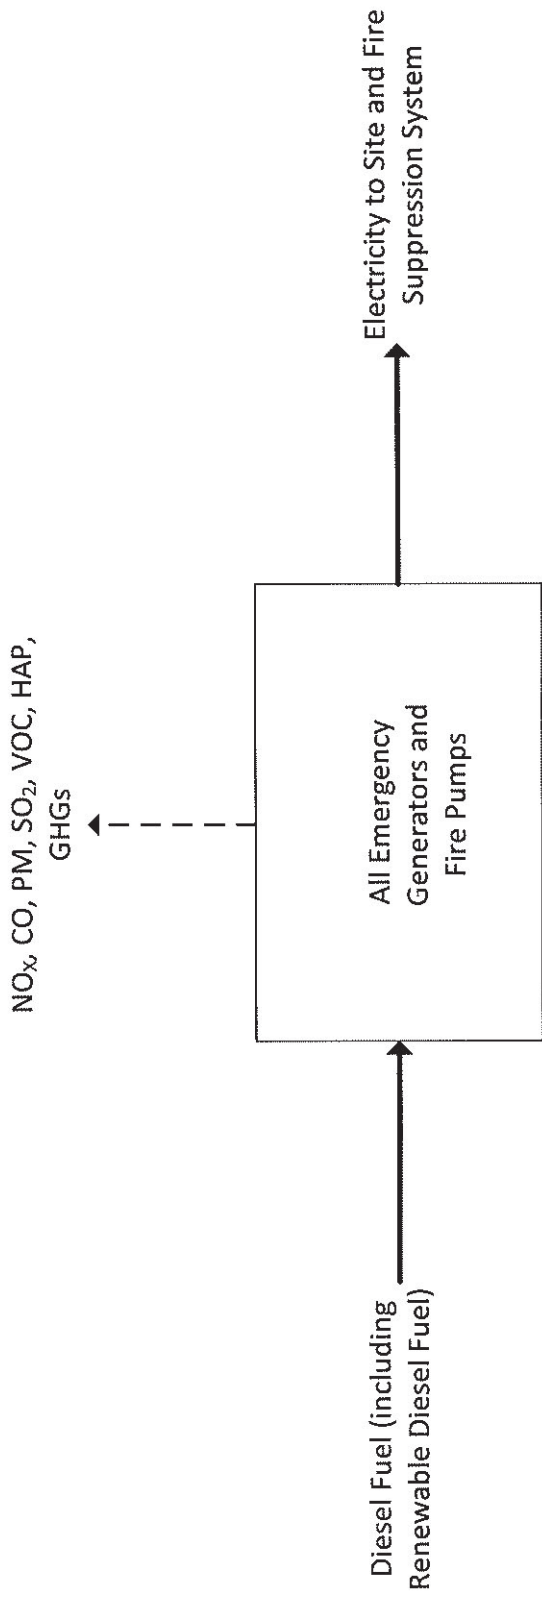 NOₓ, CO, PM, SO₂, VOC, HAP,
GHGs
Diesel Fuel (including
Renewable Diesel Fuel)
All Emergency
Generators and
Fire Pumps
Electricity to Site and Fire
Suppression System